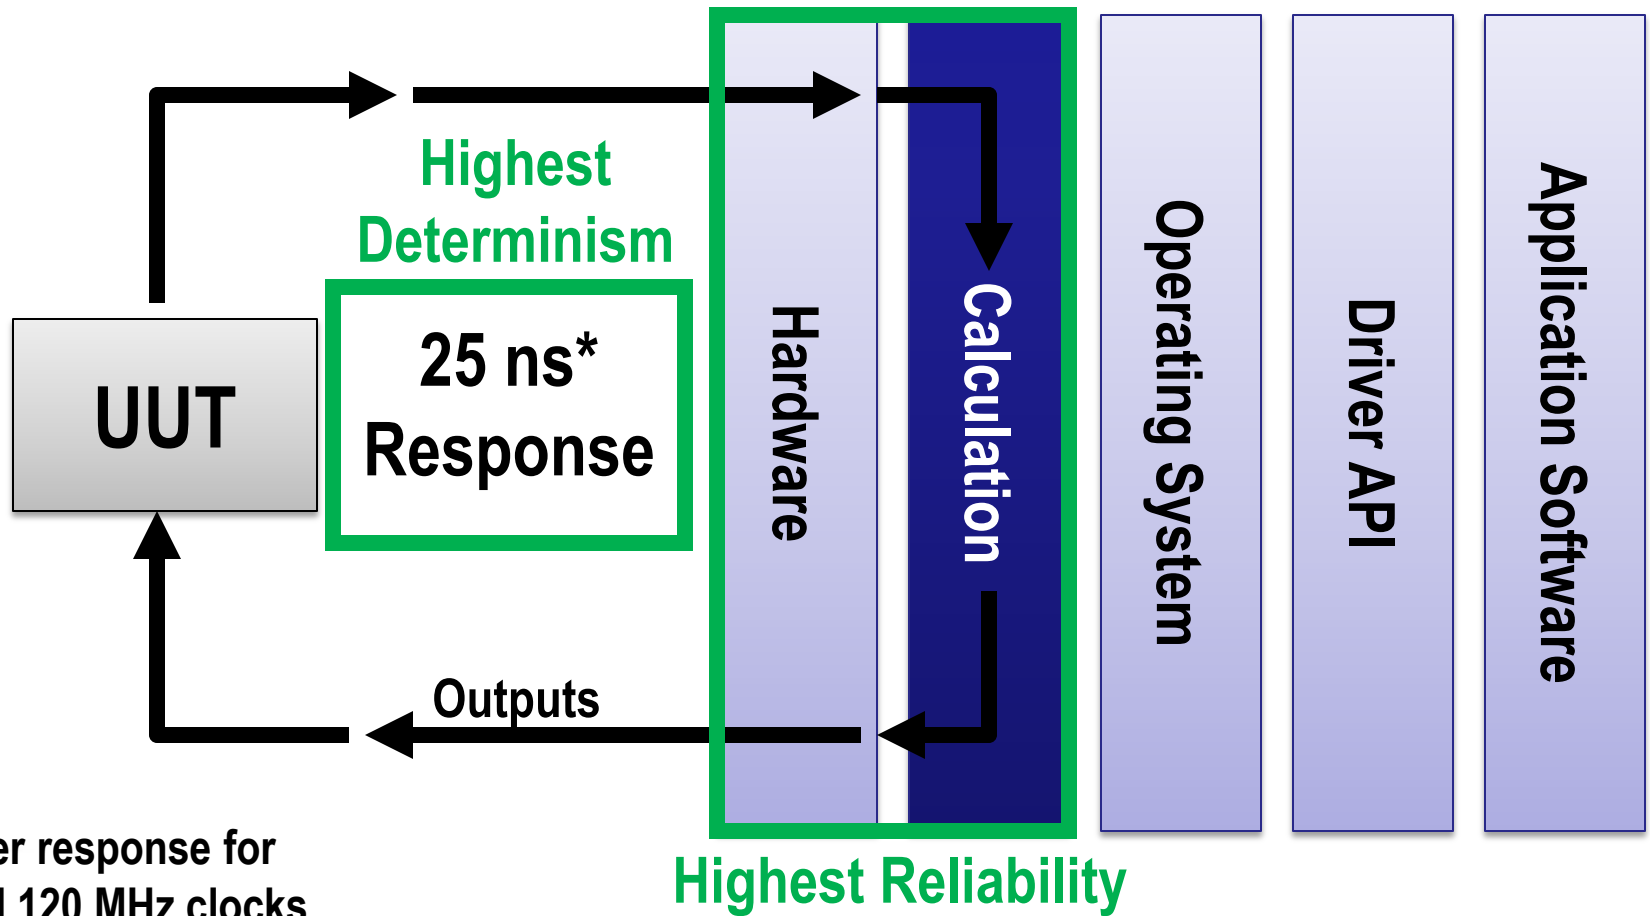 Highest
Determinism
UUT
25 ns*
Response
Hardware
Calculation
Operating System
Driver API
Application Software
Outputs
response for
120 MHz clocks
Highest Reliability